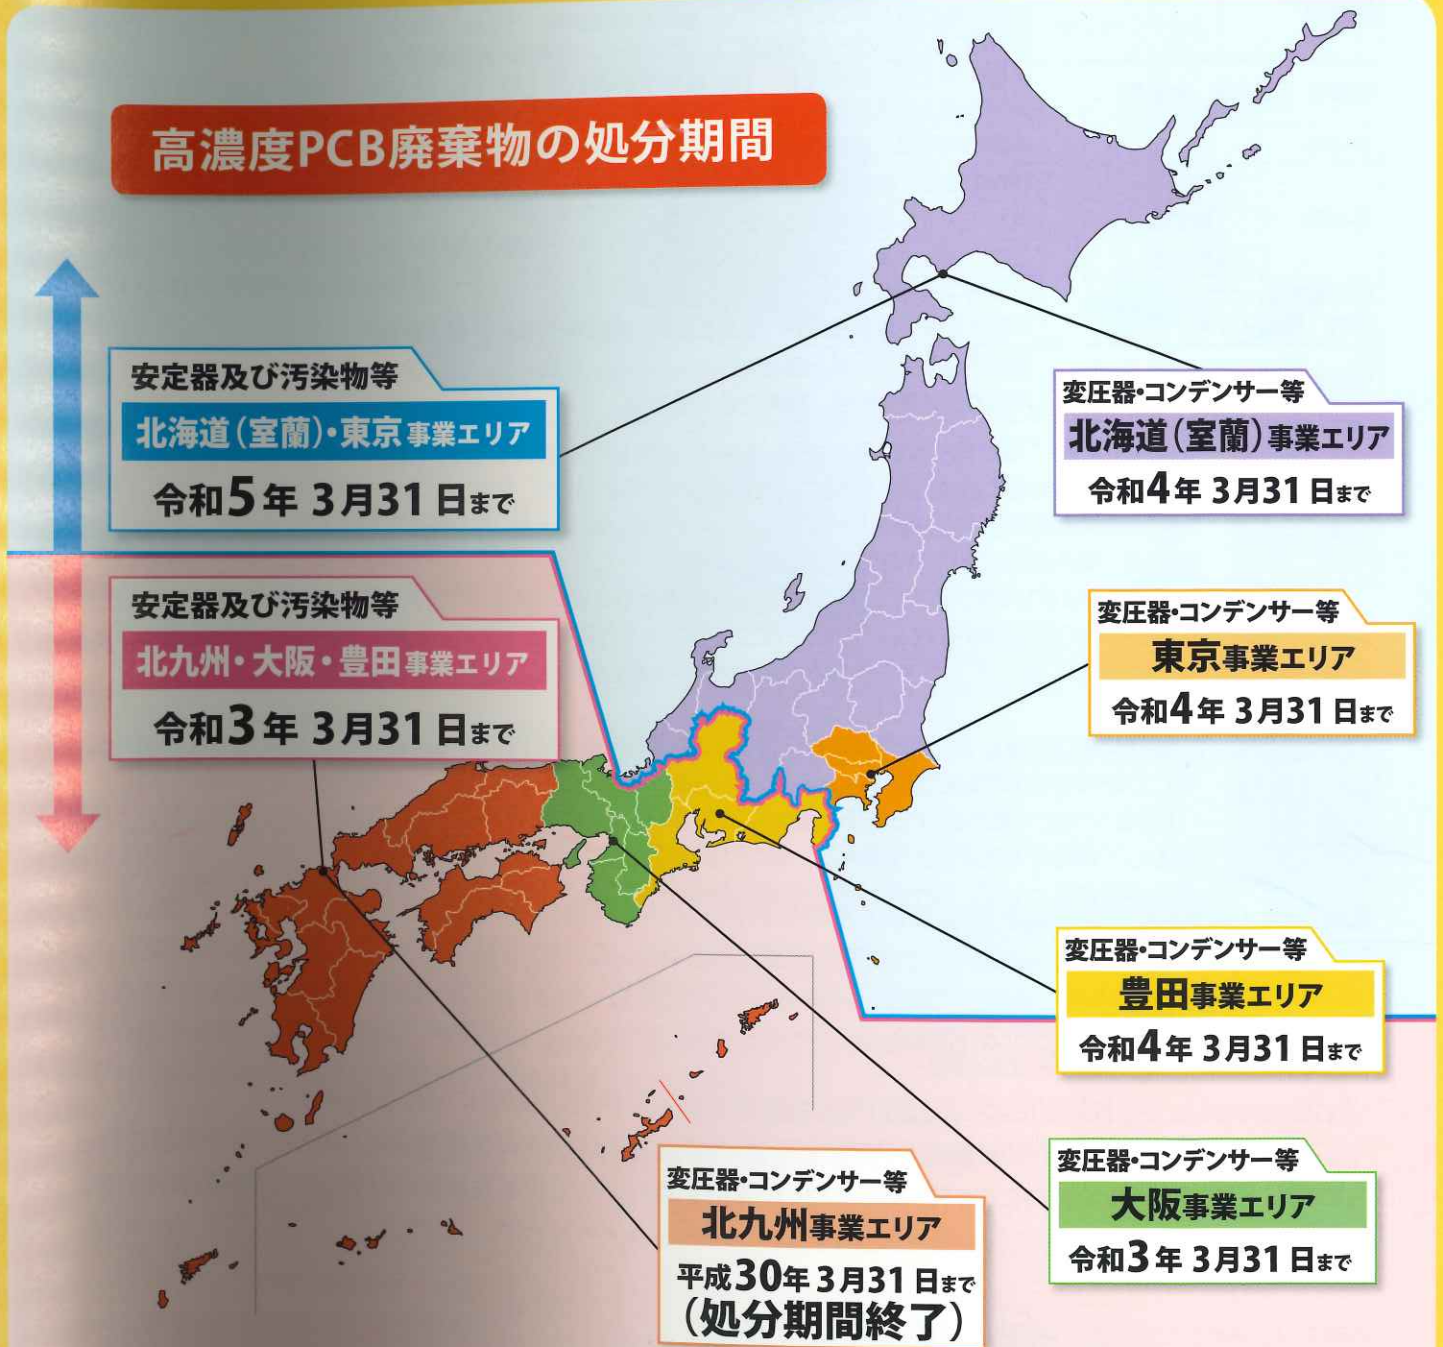 高濃度PCB廃棄物の処分期間
安定器及び汚染物等
北海道(室蘭)・東京事業エリア
令和5年 3月31日まで
安定器及び汚染物等
北九州・大阪・豊田事業エリア
令和3年 3月31日まで
変圧器・コンデンサー等
北海道(室蘭)事業エリア
令和4年 3月31日まで
変圧器・コンデンサー等
東京事業エリア
令和4年 3月31日まで
変圧器・コンデンサー等
豊田事業エリア
令和4年 3月31日まで
変圧器・コンデンサー等
大阪事業エリア
令和3年 3月31日まで
変圧器・コンデンサー等
北九州事業エリア
平成30年3月31日まで
(処分期間終了)